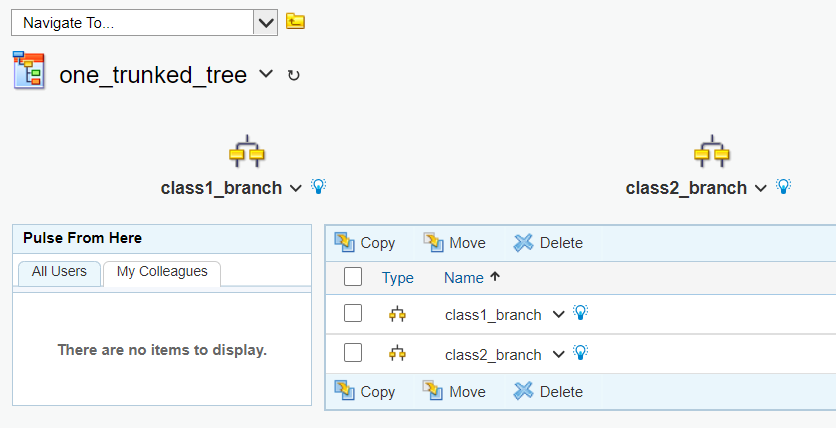 Navigate To...
one_trunked_tree
class1_branch
class2_branch
Pulse From Here
All Users My Colleagues
There are no items to display.
Copy Move Delete
Type Name
class1_branch
class2_branch
Copy Move Delete